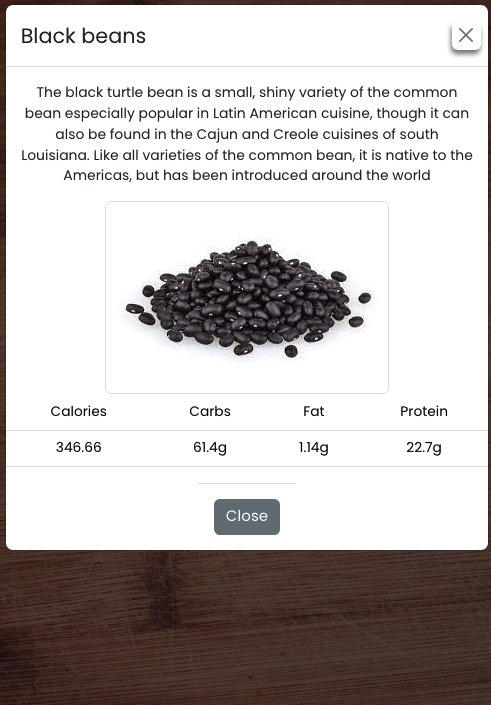 Black beans
The black turtle bean is a small, shiny variety of the common
bean especially popular in Latin American cuisine, though it can
also be found in the Cajun and Creole cuisines of south
Louisiana. Like all varieties of the common bean, it is native to the
Americas, but has been introduced around the world
Calories Carbs Fat Protein
346.66 61.4g 1.14g 22.7g
Close